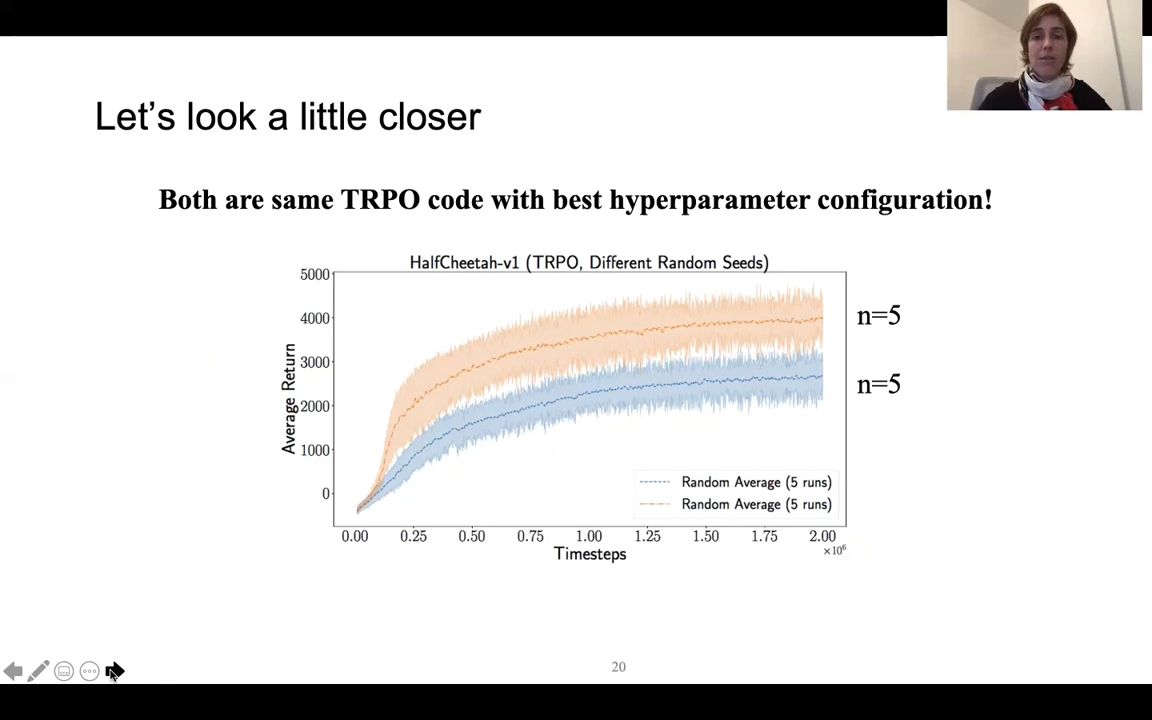 Let's look a little closer
Both are same TRPO code with best hyperparameter configuration!
HalfCheetah-v1 (TRPO, Different Random Seeds)
5000
4000
3000
2000
1000
0
Average Return
n=5
n=5
Random Average (5 runs)
Random Average (5 runs)
0.00 0.25 0.50 0.75 1.00 1.25 1.50 1.75 2.00
×10⁶
Timesteps
20